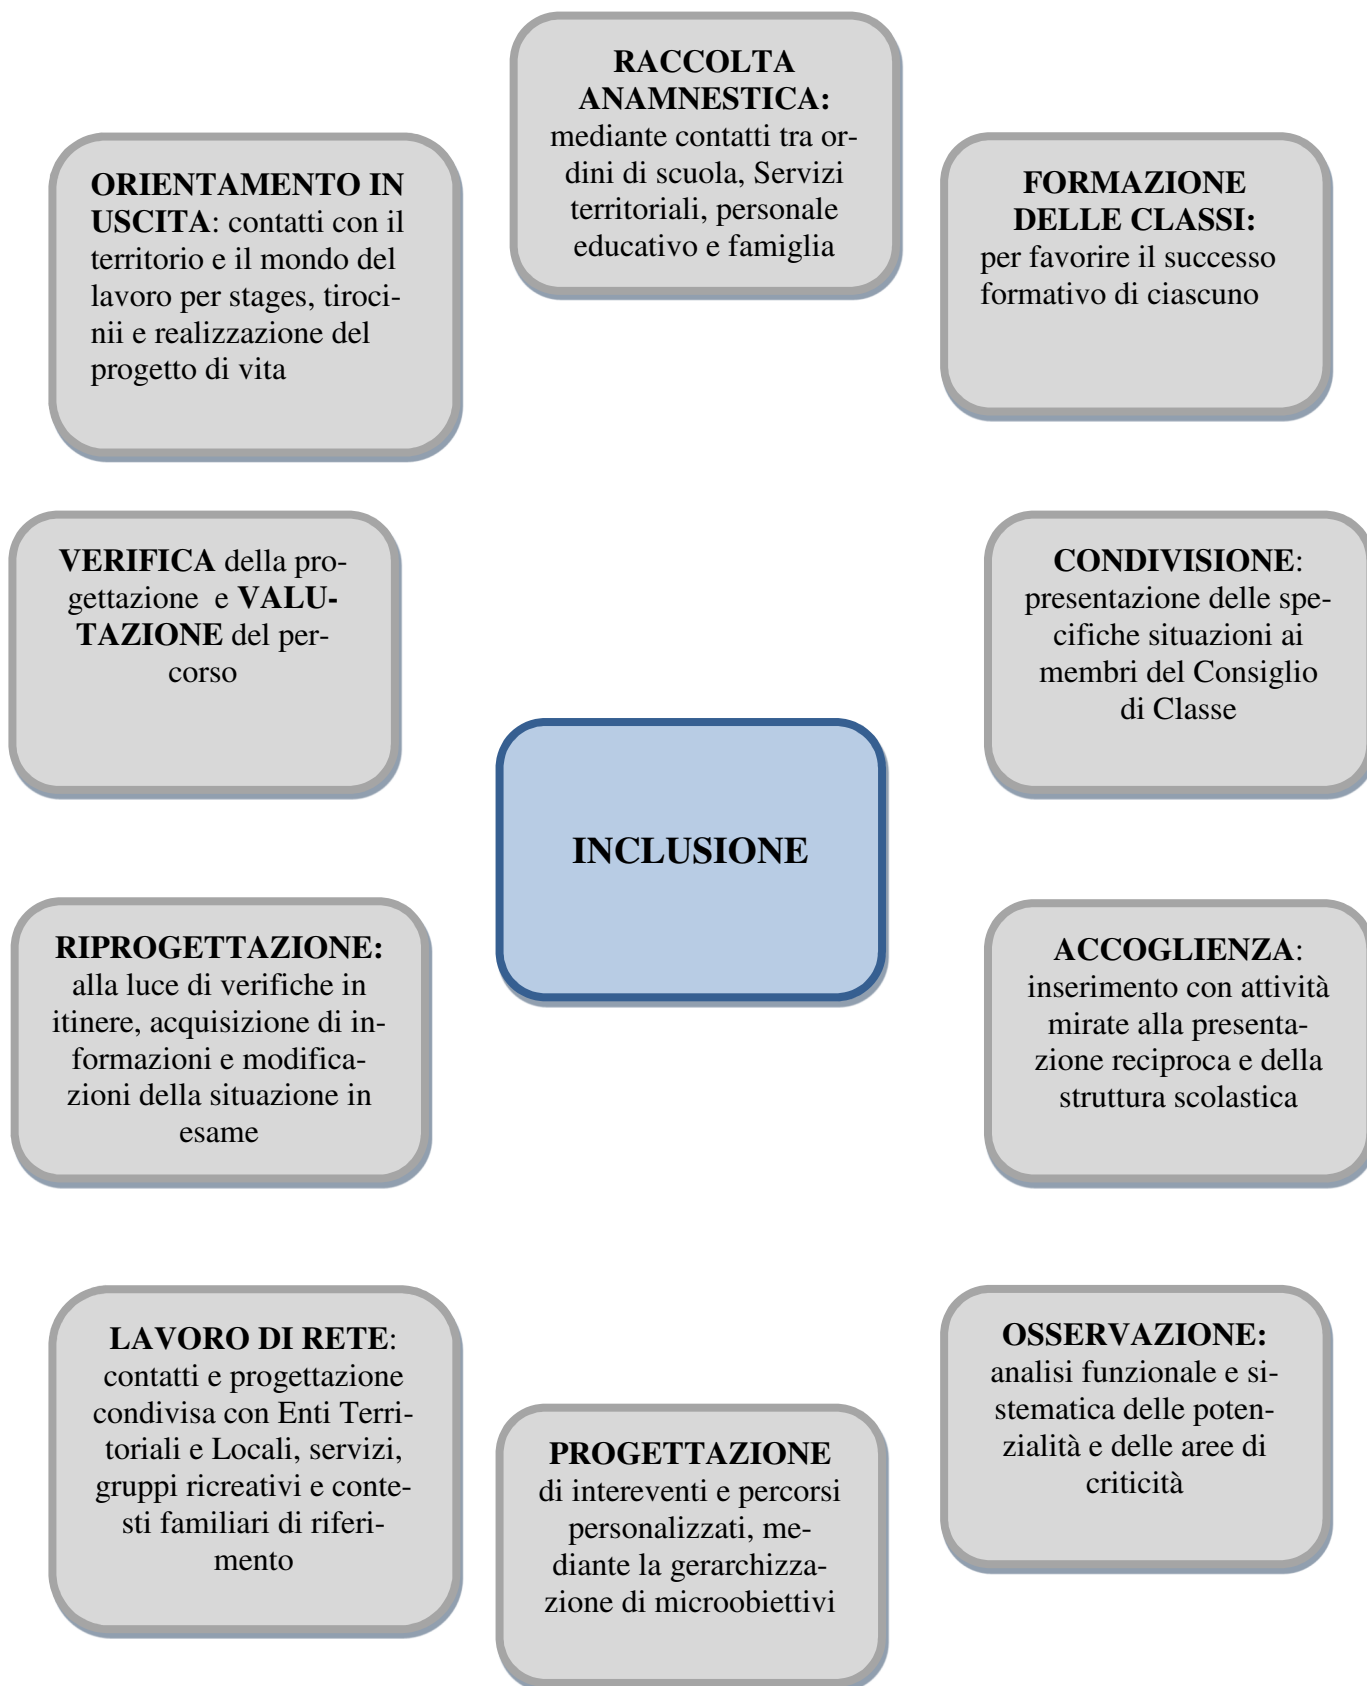 RACCOLTA
ANAMNESTICA:
mediante contatti tra or-
dini di scuola, Servizi
territoriali, personale
educativo e famiglia
FORMAZIONE
DELLE CLASSI:
per favorire il successo
formativo di ciascuno
CONDIVISIONE:
presentazione delle spe-
cifiche situazioni ai
membri del Consiglio
di Classe
ACCOGLIENZA:
inserimento con attività
mirate alla presenta-
zione reciproca e della
struttura scolastica
OSSERVAZIONE:
analisi funzionale e si-
stematica delle poten-
zialità e delle aree di
criticità
PROGETTAZIONE
di intereventi e percorsi
personalizzati, me-
diante la gerarchizza-
zione di microobiettivi
LAVORO DI RETE:
contatti e progettazione
condivisa con Enti Terri-
toriali e Locali, servizi,
gruppi ricreativi e conte-
sti familiari di riferi-
mento
RIPROGETTAZIONE:
alla luce di verifiche in
itinere, acquisizione di in-
formazioni e modifica-
zioni della situazione in
esame
VERIFICA della pro-
gettazione e VALU-
TAZIONE del per-
corso
ORIENTAMENTO IN
USCITA: contatti con il
territorio e il mondo del
lavoro per stages, tiroci-
nii e realizzazione del
progetto di vita
INCLUSIONE